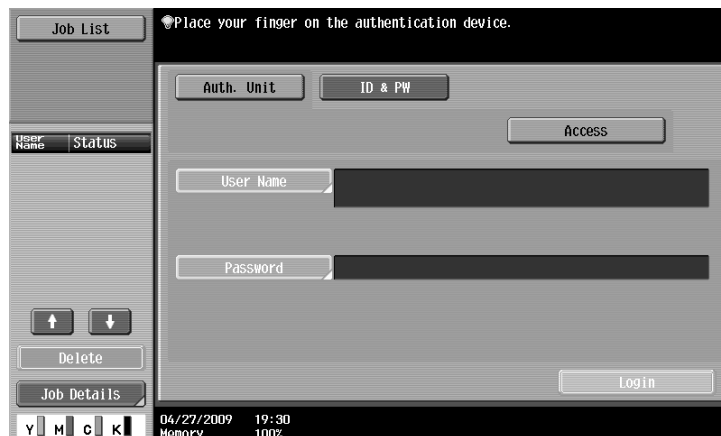 Job List
Place your finger on the authentication device.
Auth. Unit
ID & PW
Access
User Name
Status
User Name
Password
Delete
Login
Job Details
04/27/2009 19:30
Y M C K
Memory 100%